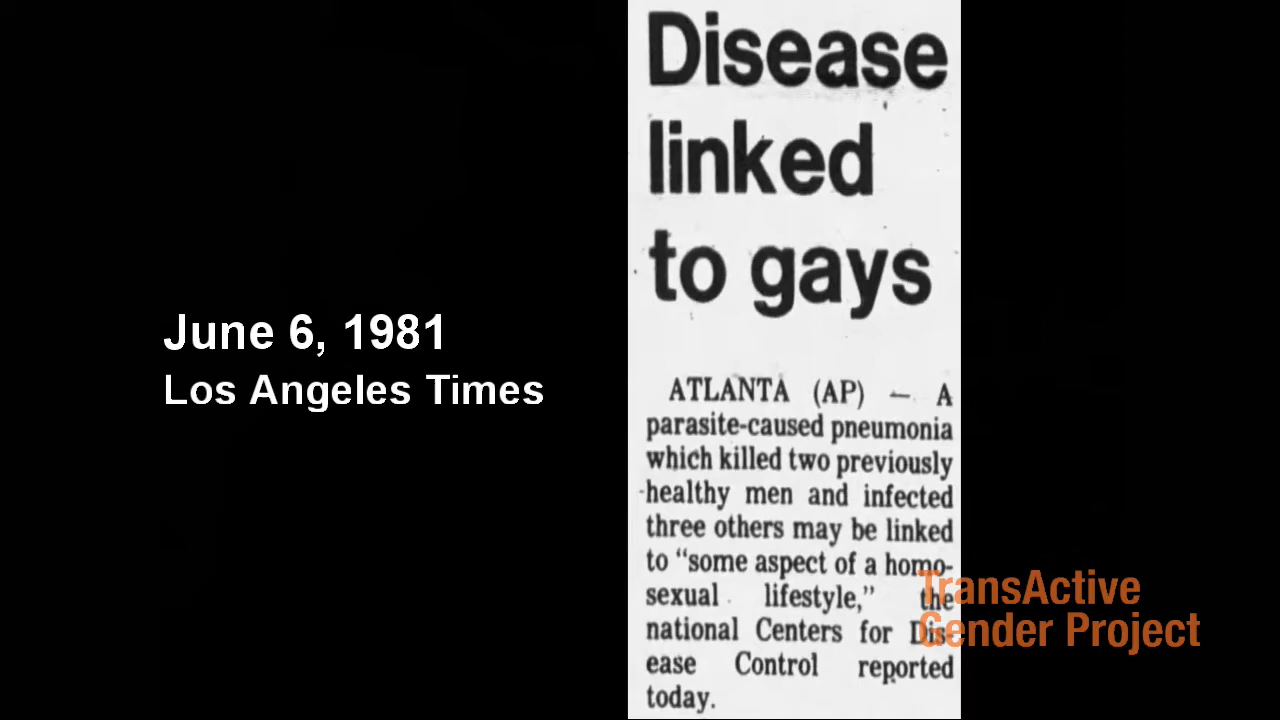 June 6, 1981
Los Angeles Times
Disease
linked
to gays
ATLANTA (AP) — A
parasite-caused pneumonia
which killed two previously
healthy men and infected
three others may be linked
to “some aspect of a homo-
sexual lifestyle,” the
national Centers for Dis-
ease Control reported
today.
TransActive
Gender Project